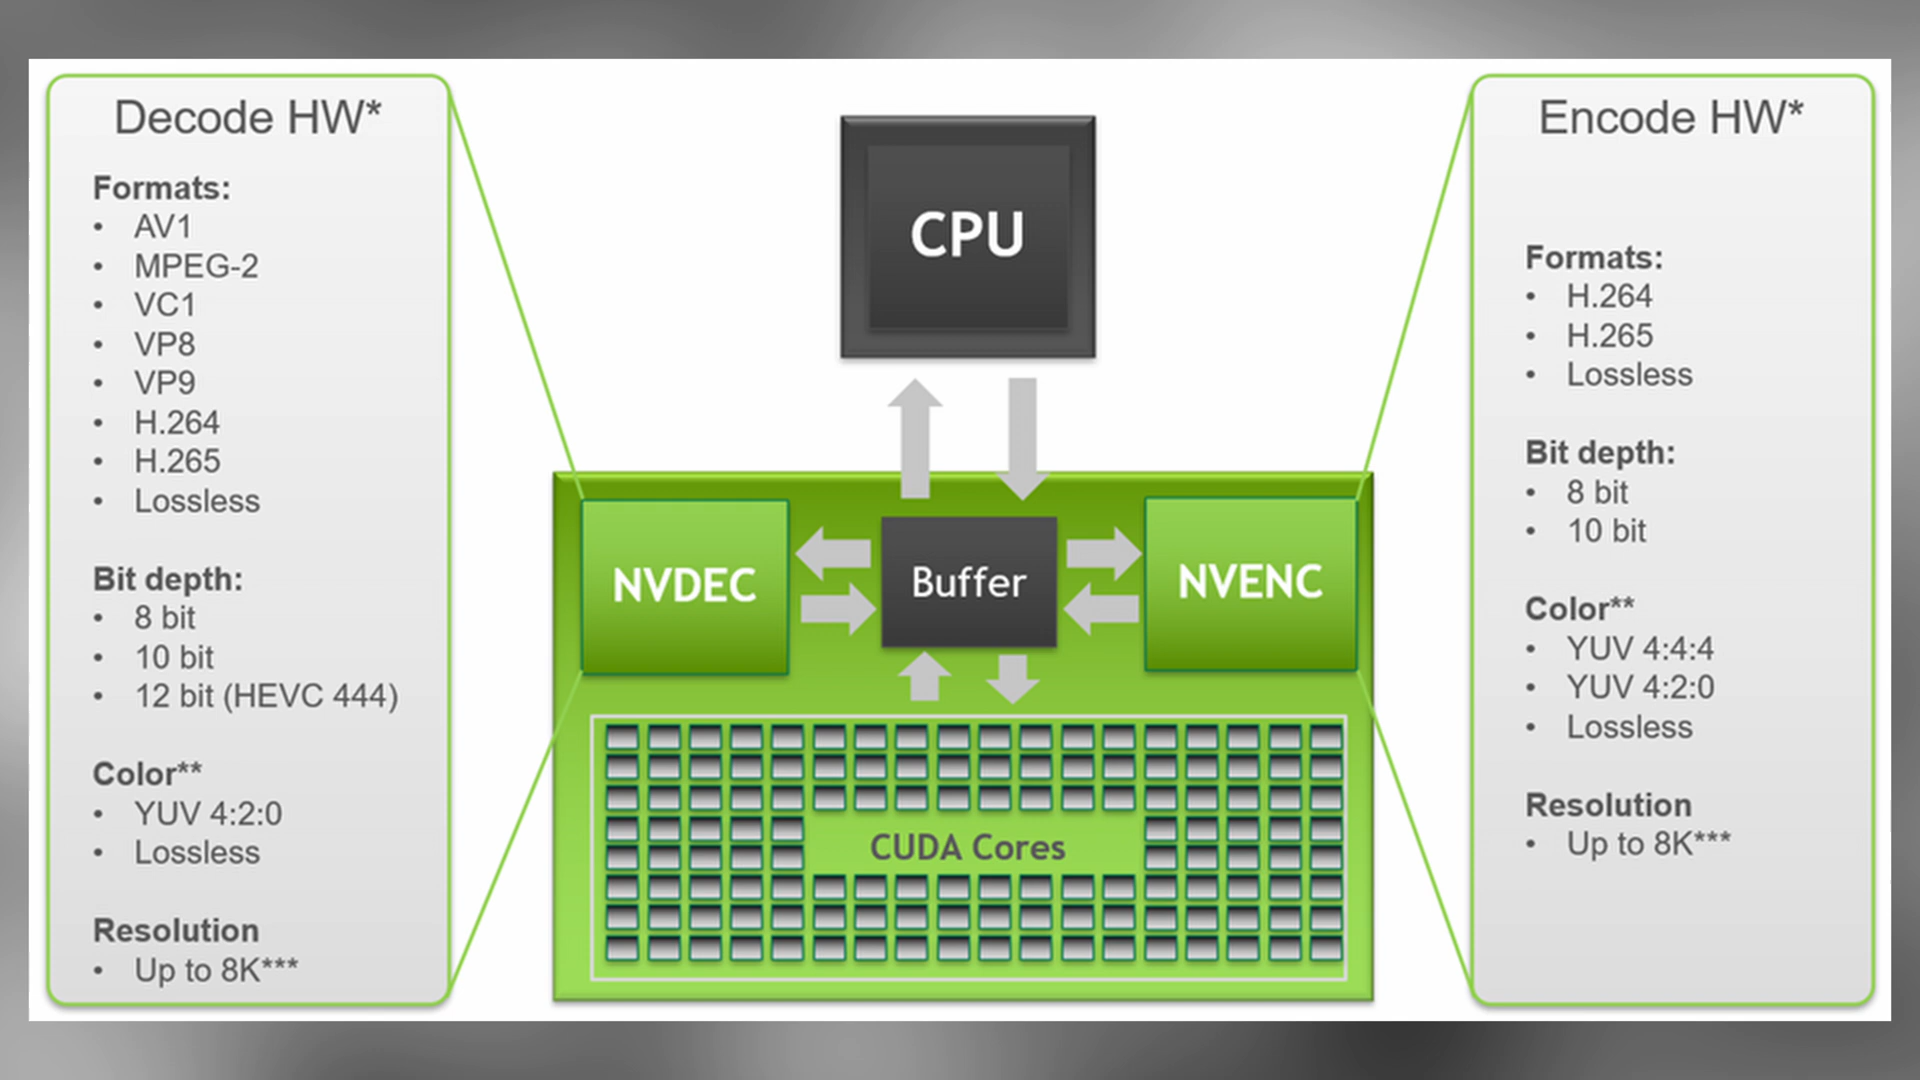 Decode HW*
Formats:
• AV1
• MPEG-2
• VC1
• VP8
• VP9
• H.264
• H.265
• Lossless
Bit depth:
• 8 bit
• 10 bit
• 12 bit (HEVC 444)
Color**
• YUV 4:2:0
• Lossless
Resolution
• Up to 8K***
CPU
NVDEC
Buffer
NVENC
CUDA Cores
Encode HW*
Formats:
• H.264
• H.265
• Lossless
Bit depth:
• 8 bit
• 10 bit
Color**
• YUV 4:4:4
• YUV 4:2:0
• Lossless
Resolution
• Up to 8K***